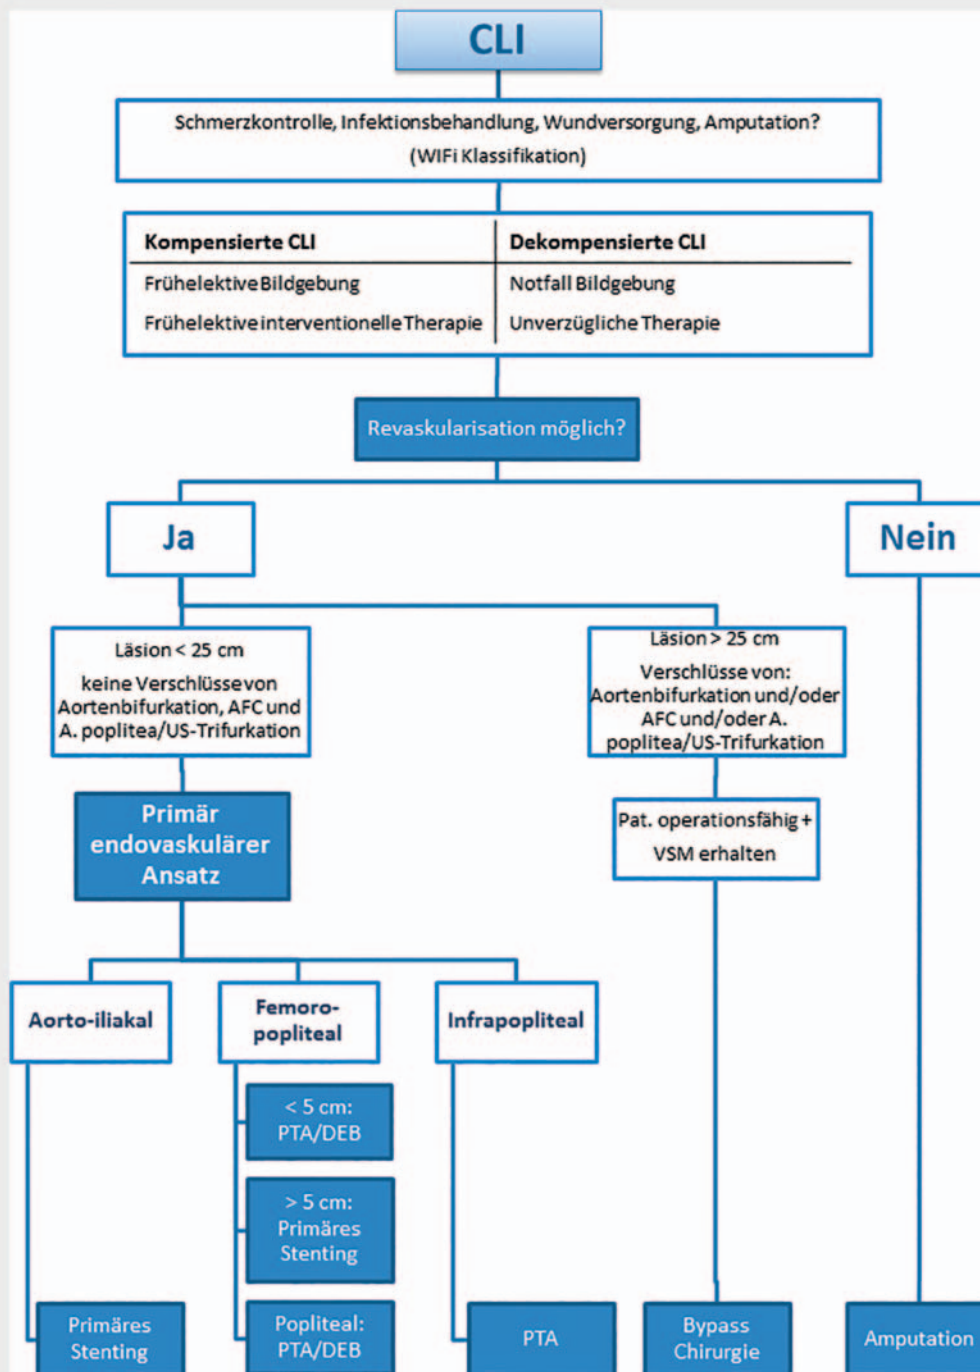 CLI
Schmerzkontrolle, Infektionsbehandlung, Wundversorgung, Amputation?
(WIFi Klassifikation)
Kompensierte CLI
Dekompensierte CLI
Frühelektive Bildgebung
Notfall Bildgebung
Frühelektive interventionelle Therapie
Unverzügliche Therapie
Revaskularisation möglich?
Ja
Nein
Läsion < 25 cm
keine Verschlüsse von
Aortenbifurkation, AFC und
A. poplitea/US-Trifurkation
Läsion > 25 cm
Verschlüsse von:
Aortenbifurkation und/oder
AFC und/oder A.
poplitea/US-Trifurkation
Primär
endovaskulärer
Ansatz
Pat. operationsfähig +
VSM erhalten
Aorto-iliakal
Femoro-
popliteal
Infrapopliteal
< 5 cm:
PTA/DEB
> 5 cm:
Primäres
Stenting
Primäres
Stenting
Popliteal:
PTA/DEB
PTA
Bypass
Chirurgie
Amputation